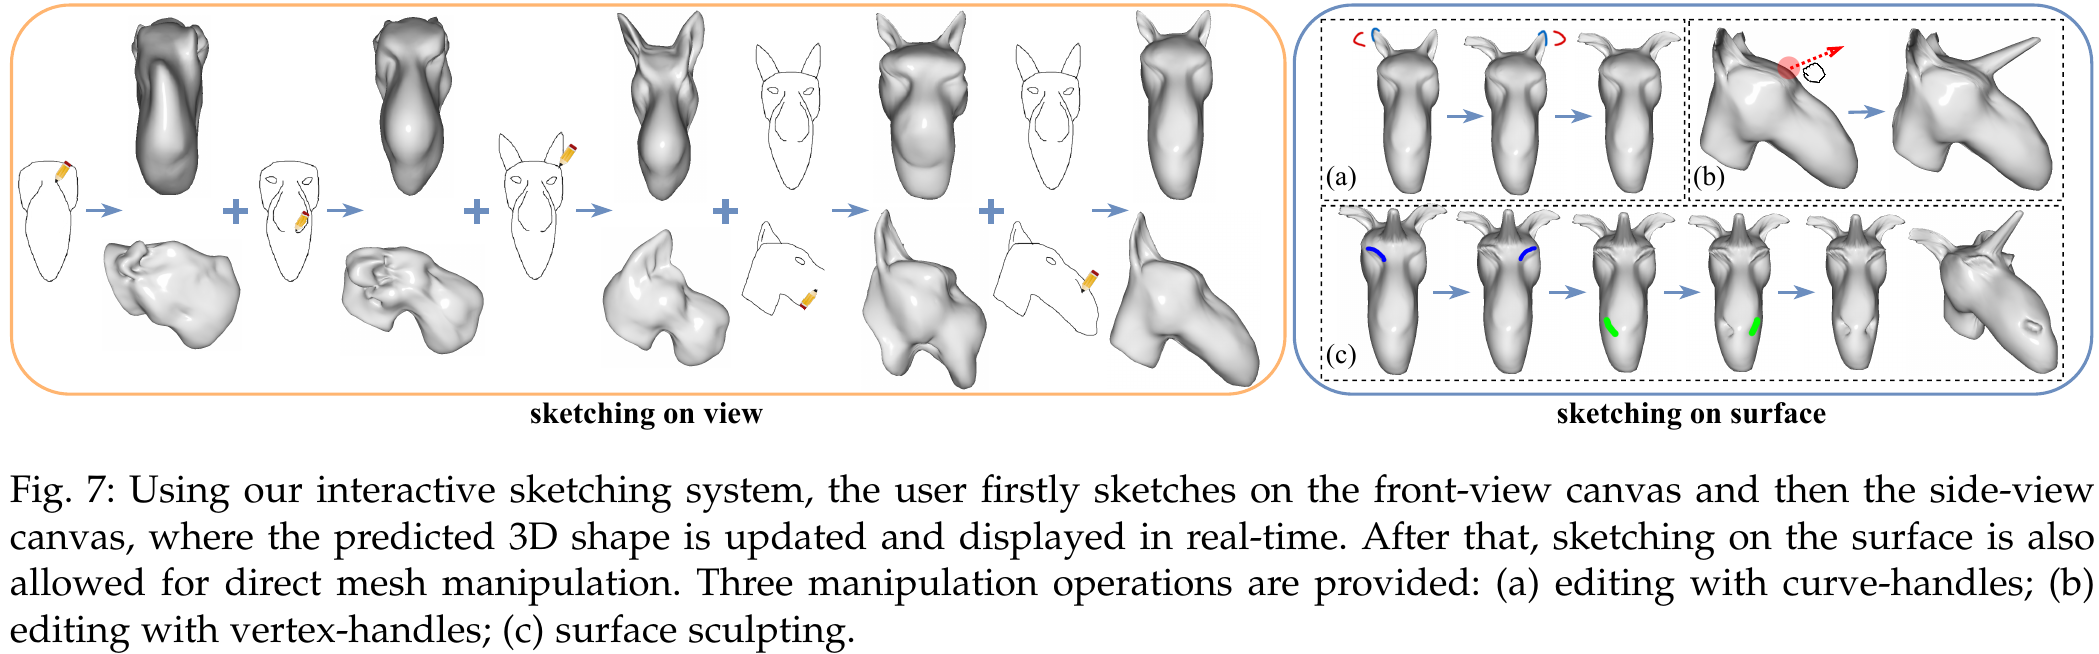 (a)
(b)
(c)
sketching on view
sketching on surface
Fig. 7: Using our interactive sketching system, the user firstly sketches on the front-view canvas and then the side-view
canvas, where the predicted 3D shape is updated and displayed in real-time. After that, sketching on the surface is also
allowed for direct mesh manipulation. Three manipulation operations are provided: (a) editing with curve-handles; (b)
editing with vertex-handles; (c) surface sculpting.